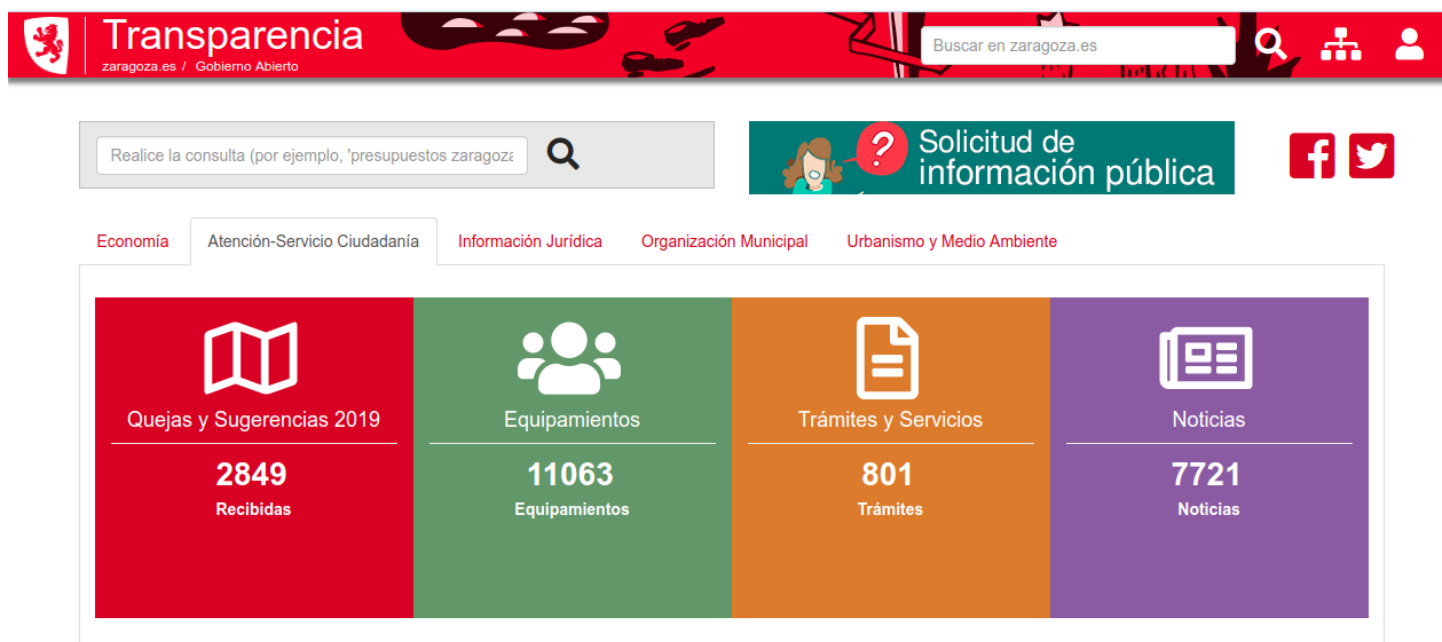 Transparencia
zaragoza.es / Gobierno Abierto
Buscar en zaragoza.es
Realice la consulta (por ejemplo, 'presupuestos zaragoza
?
Solicitud de
información pública
Economía
Atención-Servicio Ciudadanía
Información Jurídica
Organización Municipal
Urbanismo y Medio Ambiente
Quejas y Sugerencias 2019
2849
Recibidas
Equipamientos
11063
Equipamientos
Trámites y Servicios
801
Trámites
Noticias
7721
Noticias